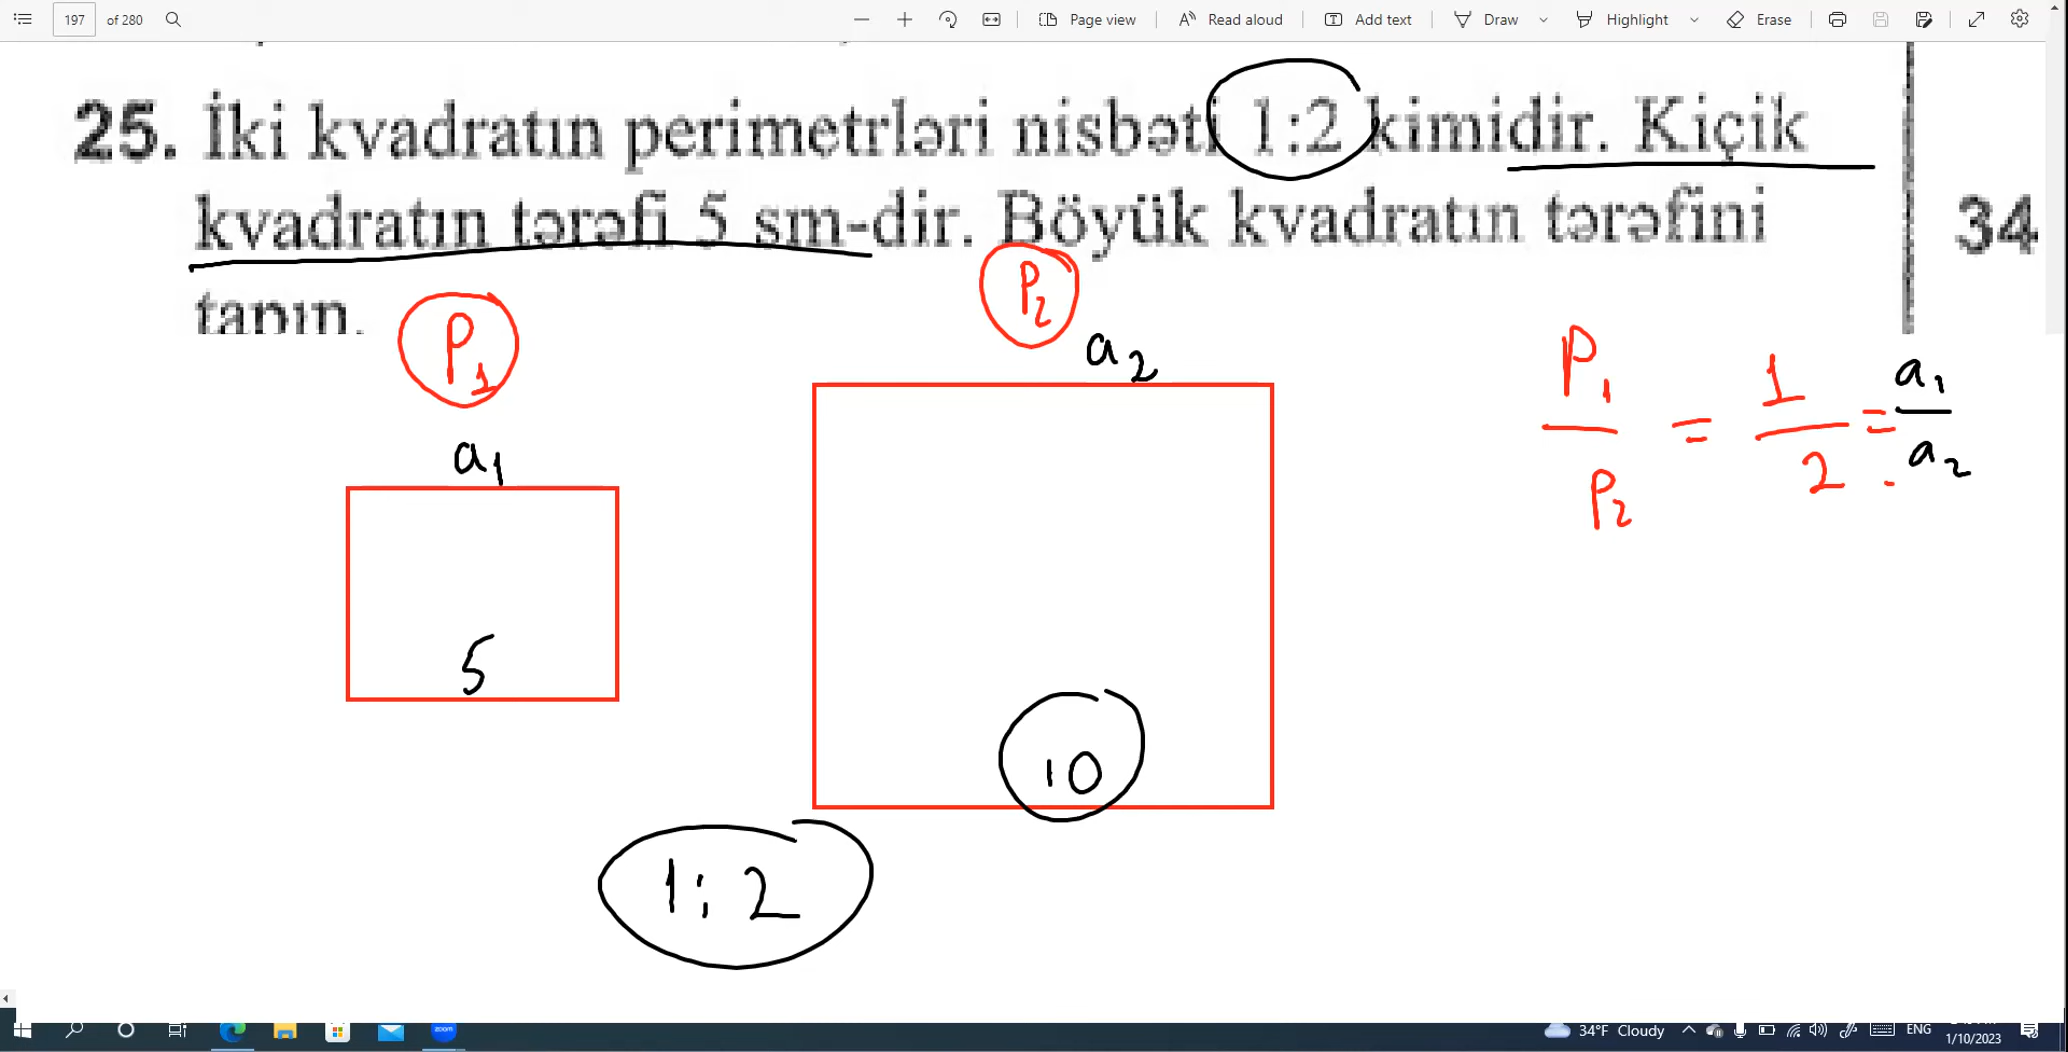 197 of 280 Page view Read aloud Add text Draw Highlight Erase
25. İki kvadratın perimetrləri nisbəti 1:2 kimidir. Kiçik
kvadratın tərəfi 5 sm-dir. Böyük kvadratın tərəfini
tapın.
34
P1
P2
a1
a2
5
10
1:2
P1/P2 = 1/2 = a1/a2
zoom 34°F Cloudy ENG
1/10/2023